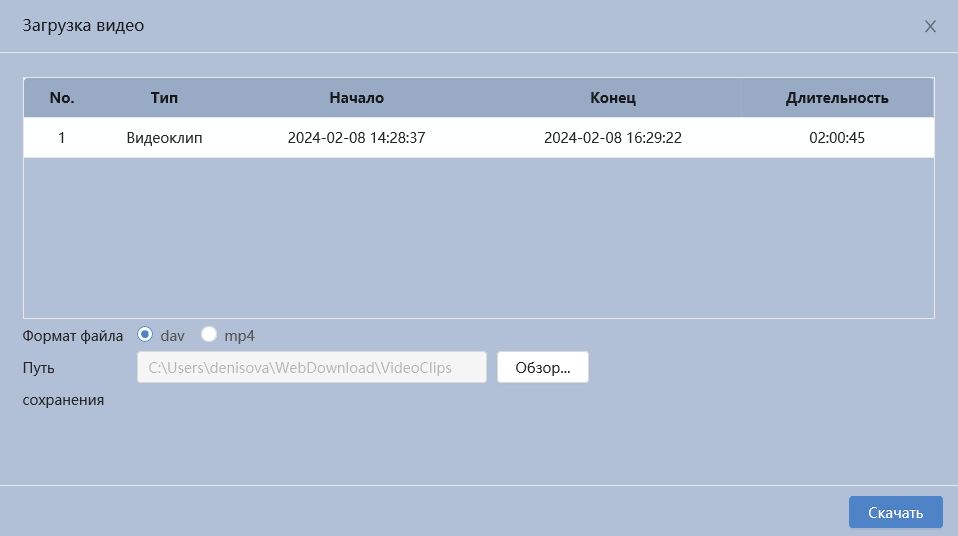 Загрузка видео
No. Тип Начало Конец Длительность
1 Видеоклип 2024-02-08 14:28:37 2024-02-08 16:29:22 02:00:45
Формат файла dav mp4
Путь C:\Users\denisova\WebDownload\VideoClips Обзор...
сохранения
Скачать